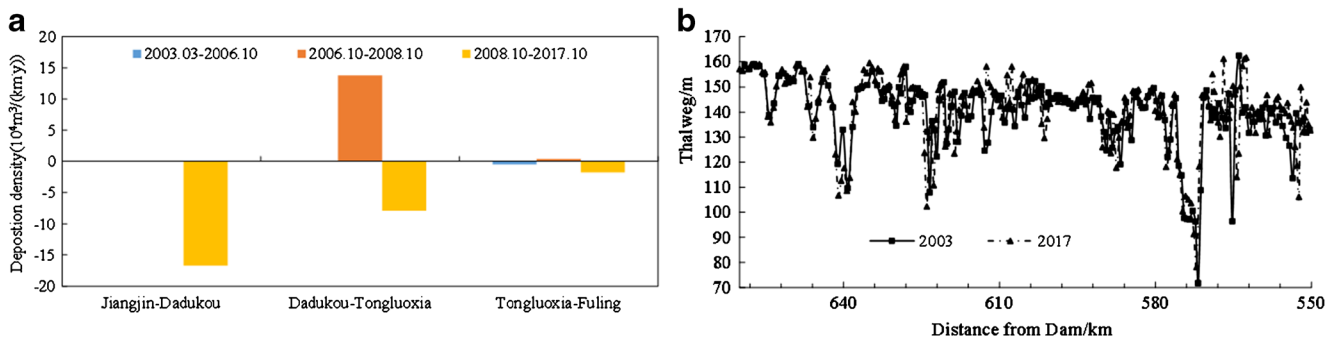 a
Depostion density(10⁴m³/(km·y))
20
15
10
5
0
-5
-10
-15
-20
2003.03-2006.10 2006.10-2008.10 2008.10-2017.10
Jiangjin-Dadukou Dadukou-Tongluoxia Tongluoxia-Fuling
b
Thalweg/m
170
160
150
140
130
120
110
100
90
80
70
2003 2017
640 610 580 550
Distance from Dam/km